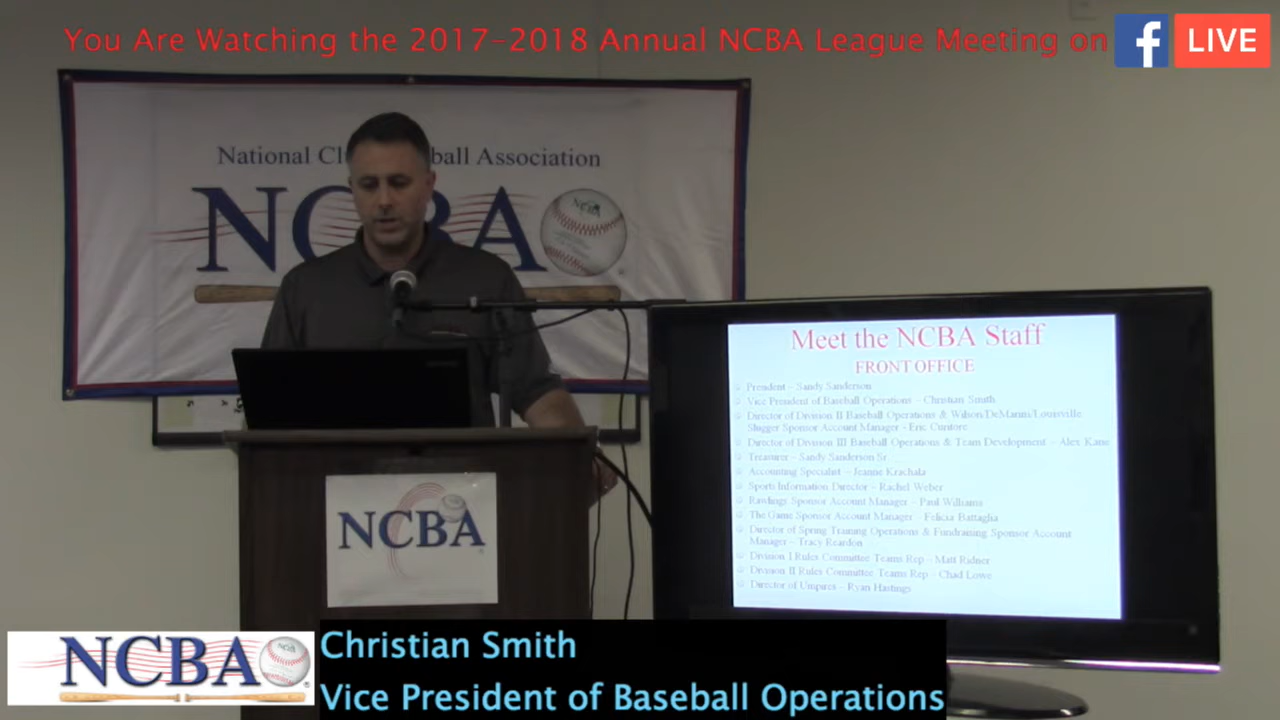 You Are Watching the 2017-2018 Annual NCBA League Meeting on f LIVE
National Cl ball Association
NCBA
NCBA
Meet the NCBA Staff
FRONT OFFICE
President – Sandy Sanderson
Vice President of Baseball Operations – Christian Smith
Director of Division II Baseball Operations & Wilson/DeMarini/Louisville
Slugger Sponsor Account Manager - Eric Cuntore
Director of Division III Baseball Operations & Team Development – Alex Kane
Treasurer – Sandy Sanderson Sr.
Accounting Specialist – Jeanne Krachala
Sports Information Director – Rachel Weber
Rawlings Sponsor Account Manager – Paul Williams
The Game Sponsor Account Manager – Felicia Battaglia
Director of Spring Training Operations & Fundraising Sponsor Account
Manager – Tracy Reardon
Division I Rules Committee Teams Rep – Matt Ridner
Division II Rules Committee Teams Rep – Chad Lowe
Director of Umpires – Ryan Hastings
NCBA
NCBA
Christian Smith
Vice President of Baseball Operations